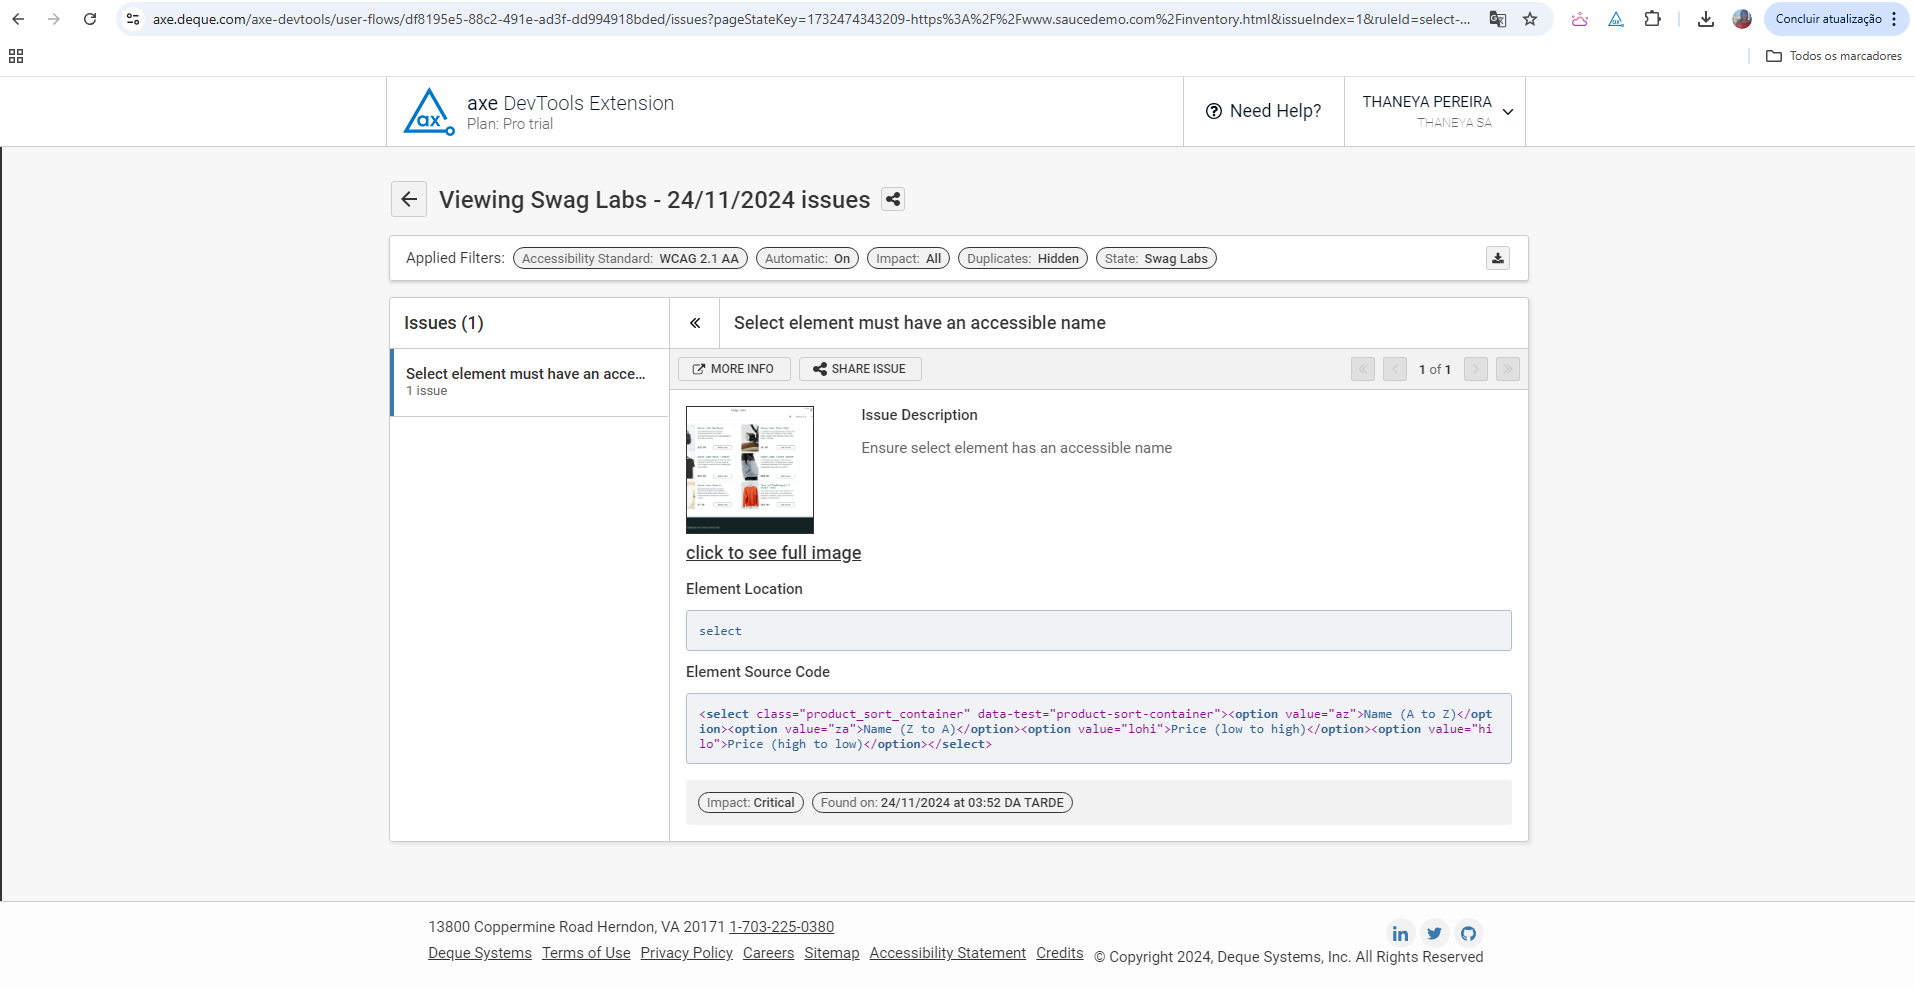 axe.deque.com/axe-devtools/user-flows/df8195e5-88c2-491e-ad3f-dd994918bded/issues?pageStateKey=1732474343209-https%3A%2F%2Fwww.saucedemo.com%2Finventory.html&issueIndex=1&ruleId=select-...
Concluir atualização
Todos os marcadores
ax
axe DevTools Extension
Plan: Pro trial
Need Help?
THANEYA PEREIRA
THANEYA SA
Viewing Swag Labs - 24/11/2024 issues
Applied Filters: Accessibility Standard: WCAG 2.1 AA Automatic: On Impact: All Duplicates: Hidden State: Swag Labs
Issues (1)
Select element must have an accessible name
Select element must have an acce...
1 issue
MORE INFO SHARE ISSUE 1 of 1
Issue Description
Ensure select element has an accessible name
click to see full image
Element Location
select
Element Source Code
<select class="product_sort_container" data-test="product-sort-container"><option value="az">Name (A to Z)</opt
ion><option value="za">Name (Z to A)</option><option value="lohi">Price (low to high)</option><option value="hi
lo">Price (high to low)</option></select>
Impact: Critical Found on: 24/11/2024 at 03:52 DA TARDE
13800 Coppermine Road Herndon, VA 20171 1-703-225-0380
Deque Systems Terms of Use Privacy Policy Careers Sitemap Accessibility Statement Credits © Copyright 2024, Deque Systems, Inc. All Rights Reserved